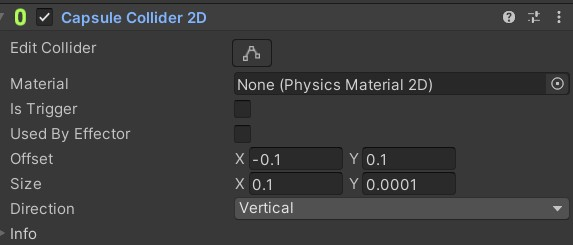 Capsule Collider 2D
Edit Collider
Material None (Physics Material 2D)
Is Trigger
Used By Effector
Offset X -0.1 Y 0.1
Size X 0.1 Y 0.0001
Direction Vertical
Info